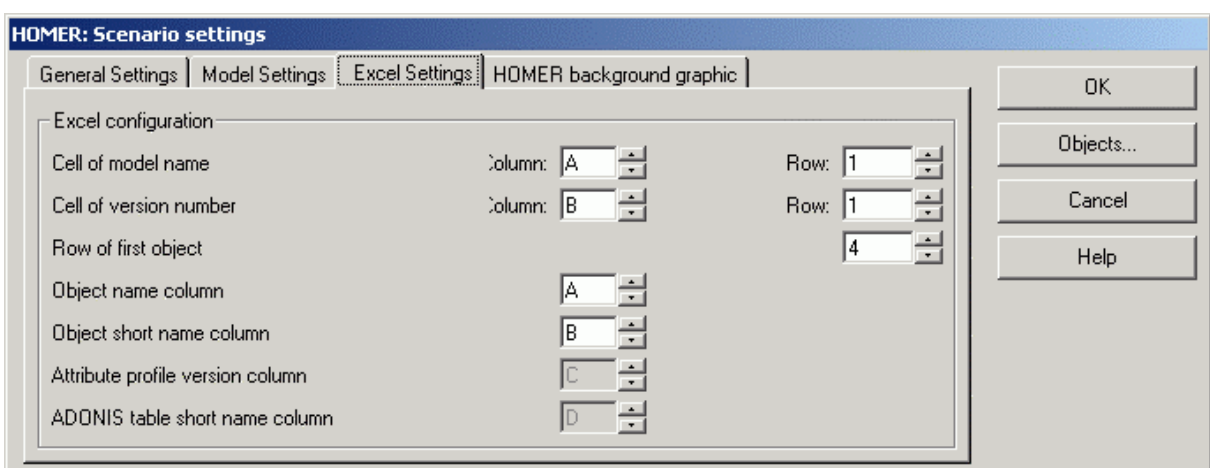 HOMER: Scenario settings
General Settings Model Settings Excel Settings HOMER background graphic
OK
Excel configuration
Objects...
Cell of model name Column: A Row: 1
Cell of version number Column: B Row: 1
Cancel
Row of first object 4
Help
Object name column A
Object short name column B
Attribute profile version column C
ADONIS table short name column D